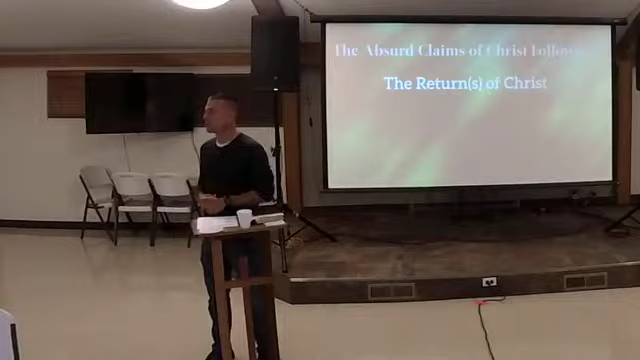 The Absurd Claims of Christ
The Return(s) of Christ